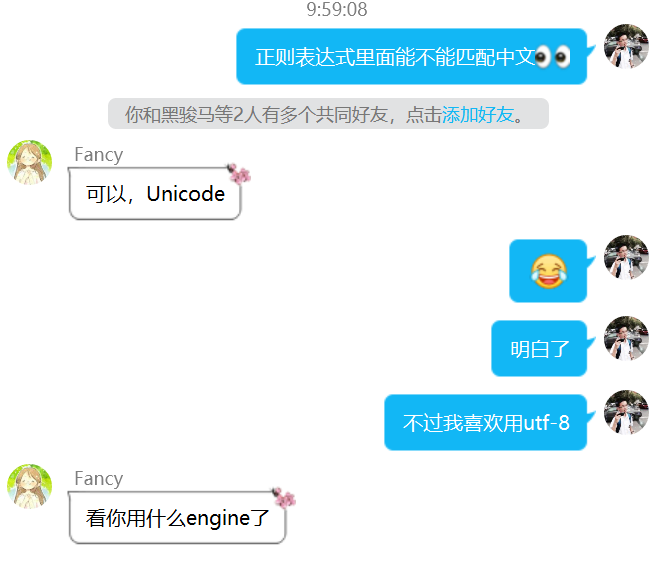 9:59:08
正则表达式里面能不能匹配中文👀
你和黑骏马等2人有多个共同好友，点击添加好友。
Fancy
可以，Unicode
😂
明白了
不过我喜欢用utf-8
Fancy
看你用什么engine了